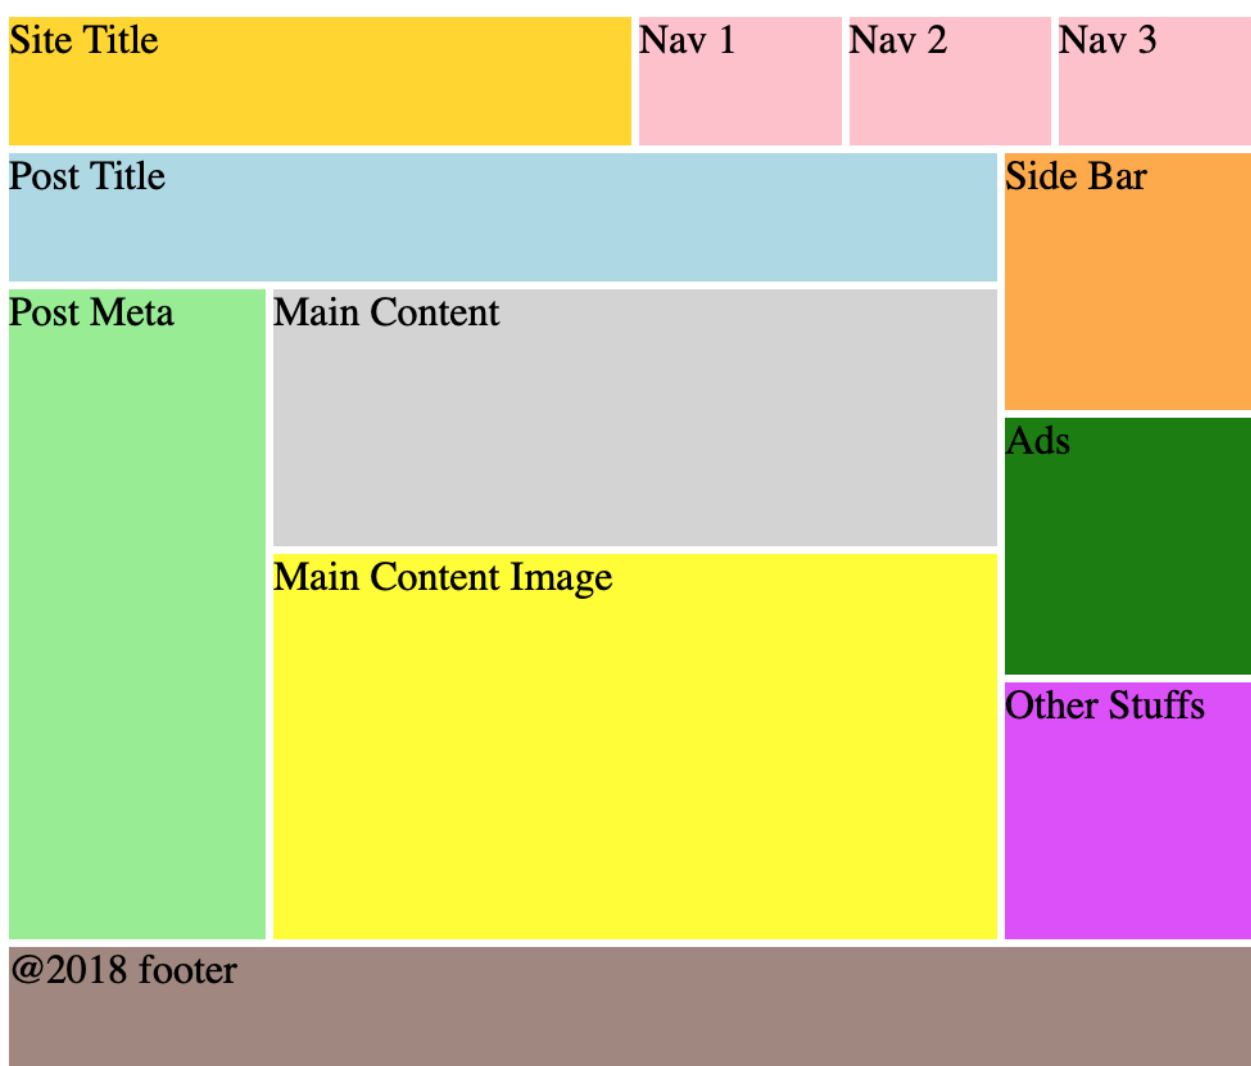 Site Title
Nav 1
Nav 2
Nav 3
Post Title
Side Bar
Post Meta
Main Content
Ads
Main Content Image
Other Stuffs
@2018 footer